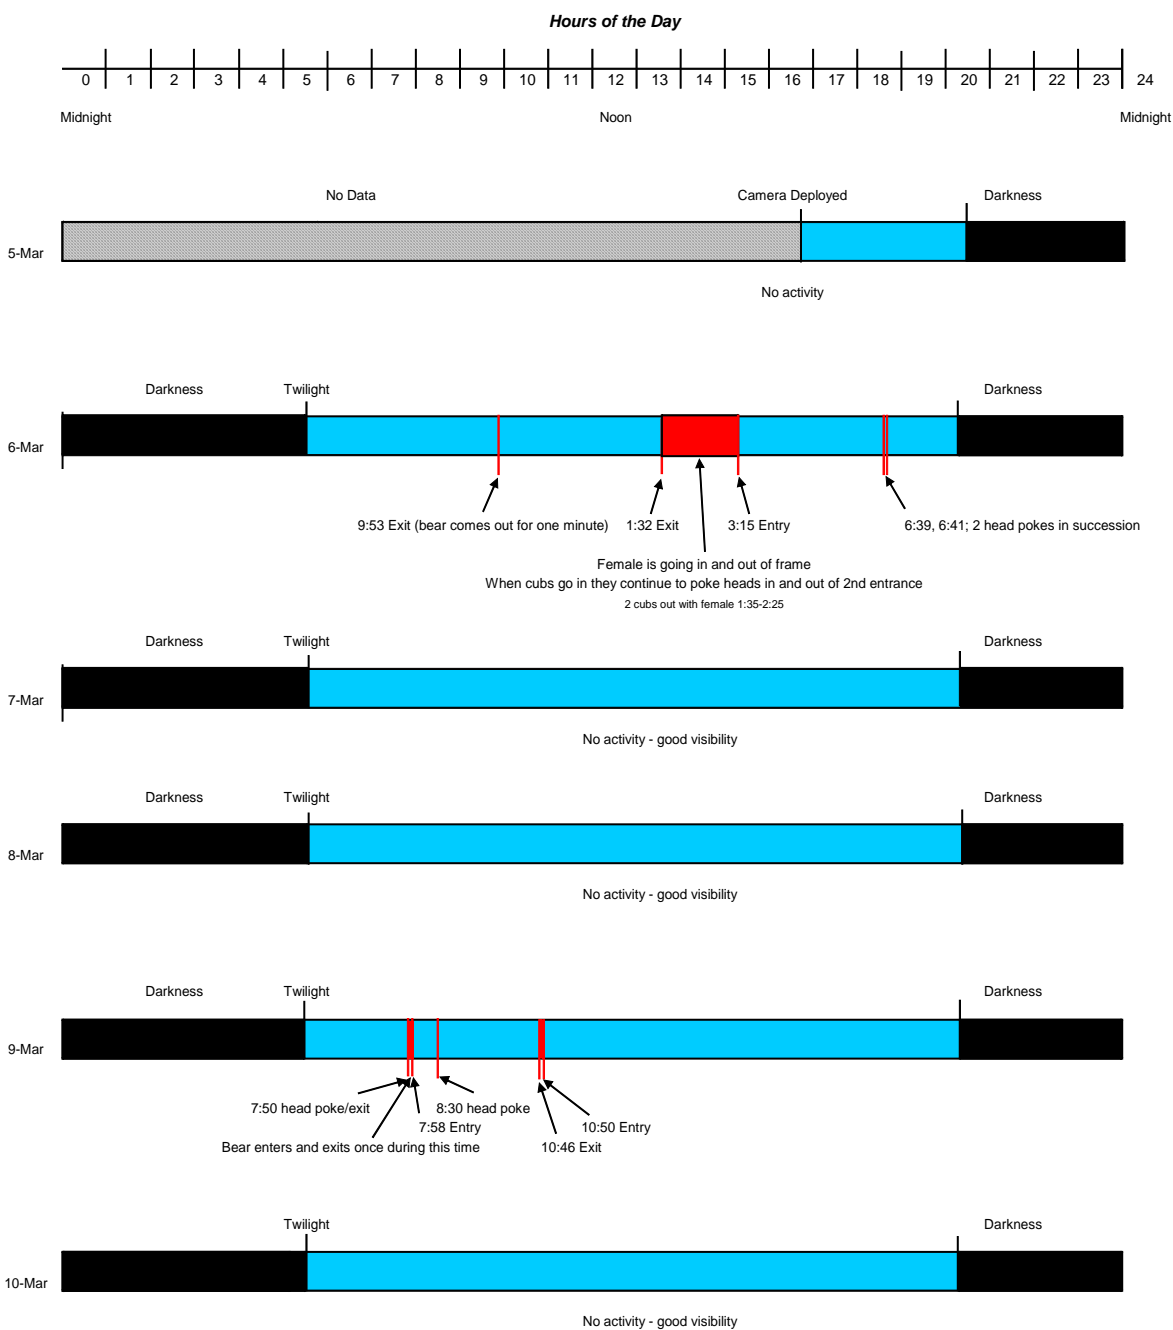 Hours of the Day
0 1 2 3 4 5 6 7 8 9 10 11 12 13 14 15 16 17 18 19 20 21 22 23 24
Midnight Noon Midnight
No Data Camera Deployed Darkness
5-Mar
No activity
Darkness Twilight Darkness
6-Mar
9:53 Exit (bear comes out for one minute) 1:32 Exit 3:15 Entry 6:39, 6:41; 2 head pokes in succession
Female is going in and out of frame
When cubs go in they continue to poke heads in and out of 2nd entrance
2 cubs out with female 1:35-2:25
Darkness Twilight Darkness
7-Mar
No activity - good visibility
Darkness Twilight Darkness
8-Mar
No activity - good visibility
Darkness Twilight Darkness
9-Mar
7:50 head poke/exit 8:30 head poke
7:58 Entry 10:50 Entry
Bear enters and exits once during this time 10:46 Exit
Twilight Darkness
10-Mar
No activity - good visibility